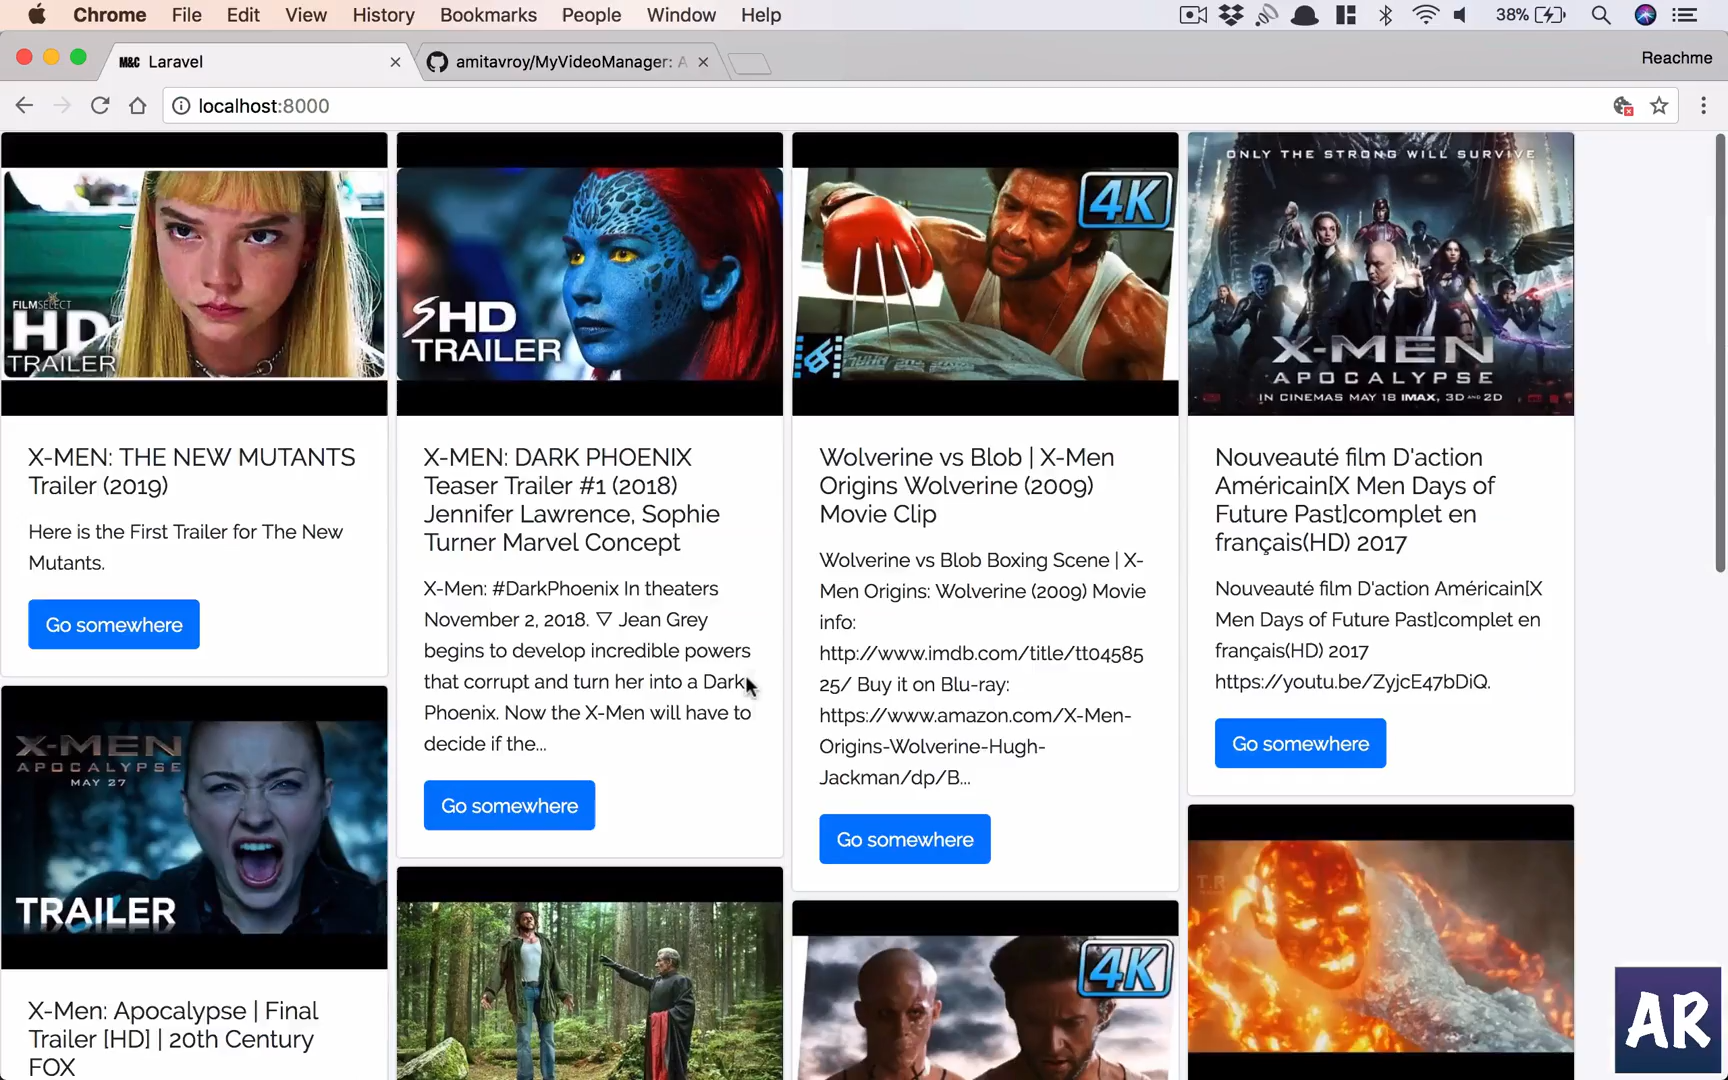 Chrome File Edit View History Bookmarks People Window Help 38%
M&C Laravel
amitavroy/MyVideoManager: A
Reachme
localhost:8000
FILMSELECT
HD
TRAILER
X-MEN: THE NEW MUTANTS
Trailer (2019)
Here is the First Trailer for The New
Mutants.
Go somewhere
HD
TRAILER
X-MEN: DARK PHOENIX
Teaser Trailer #1 (2018)
Jennifer Lawrence, Sophie
Turner Marvel Concept
X-Men: #DarkPhoenix In theaters
November 2, 2018. ▽ Jean Grey
begins to develop incredible powers
that corrupt and turn her into a Dark
Phoenix. Now the X-Men will have to
decide if the...
Go somewhere
4K
Wolverine vs Blob | X-Men
Origins Wolverine (2009)
Movie Clip
Wolverine vs Blob Boxing Scene | X-
Men Origins: Wolverine (2009) Movie
info:
http://www.imdb.com/title/tt04585
25/ Buy it on Blu-ray:
https://www.amazon.com/X-Men-
Origins-Wolverine-Hugh-
Jackman/dp/B...
Go somewhere
ONLY THE STRONG WILL SURVIVE
X-MEN
APOCALYPSE
IN CINEMAS MAY 18 IMAX, 3D AND 2D
Nouveauté film D'action
Américain[X Men Days of
Future Past]complet en
français(HD) 2017
Nouveauté film D'action Américain[X
Men Days of Future Past]complet en
français(HD) 2017
https://youtu.be/ZyjcE47bDiQ.
Go somewhere
X-MEN
APOCALYPSE
MAY 27
TRAILER
X-Men: Apocalypse | Final
Trailer [HD] | 20th Century
FOX
4K
T.R
AR